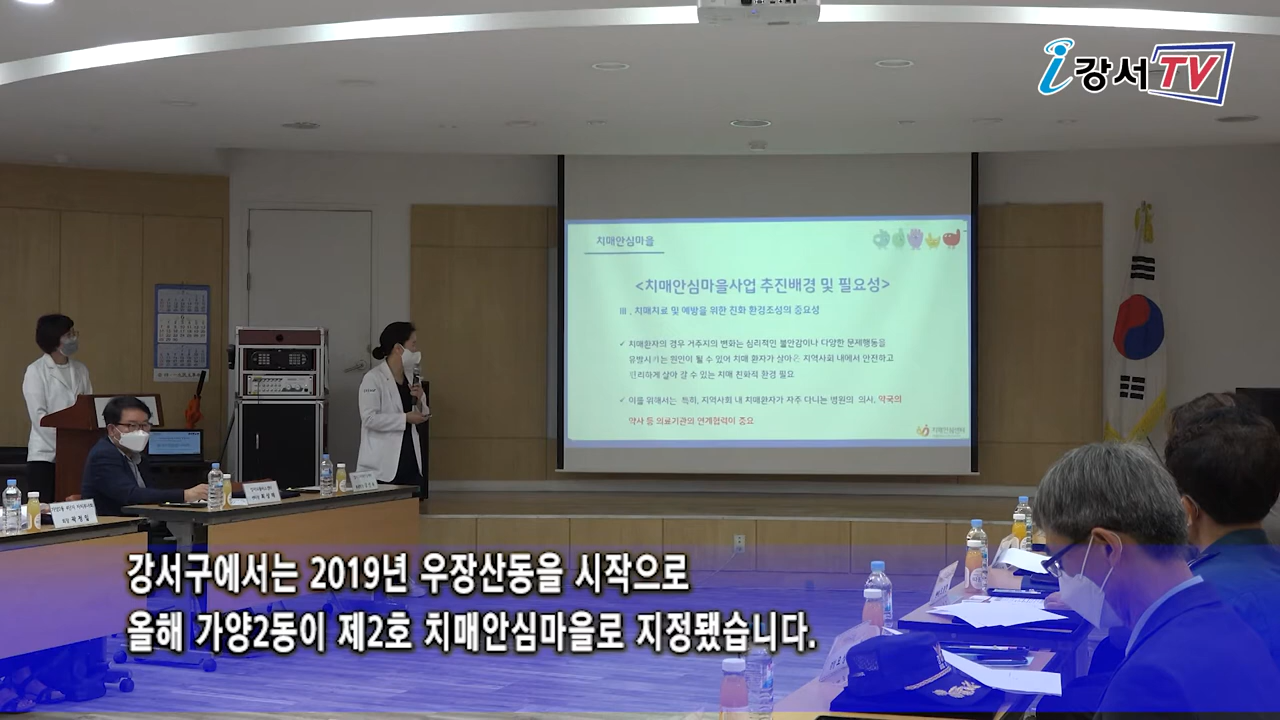 i강서TV
치매안심마을
<치매안심마을사업 추진배경 및 필요성>
Ⅲ. 치매치료 및 예방을 위한 친화 환경조성의 중요성
✓ 치매환자의 경우 거주지의 변화는 심리적인 불안감이나 다양한 문제행동을
유발시키는 원인이 될 수 있어 치매 환자가 살아온 지역사회 내에서 안전하고
편리하게 살아 갈 수 있는 치매 친화적 환경 필요
✓ 이를 위해서는 특히, 지역사회 내 치매환자가 자주 다니는 병원의 의사, 약국의
약사 등 의료기관의 연계협력이 중요
치매안심센터
강서구에서는 2019년 우장산동을 시작으로
올해 가양2동이 제2호 치매안심마을로 지정됐습니다.